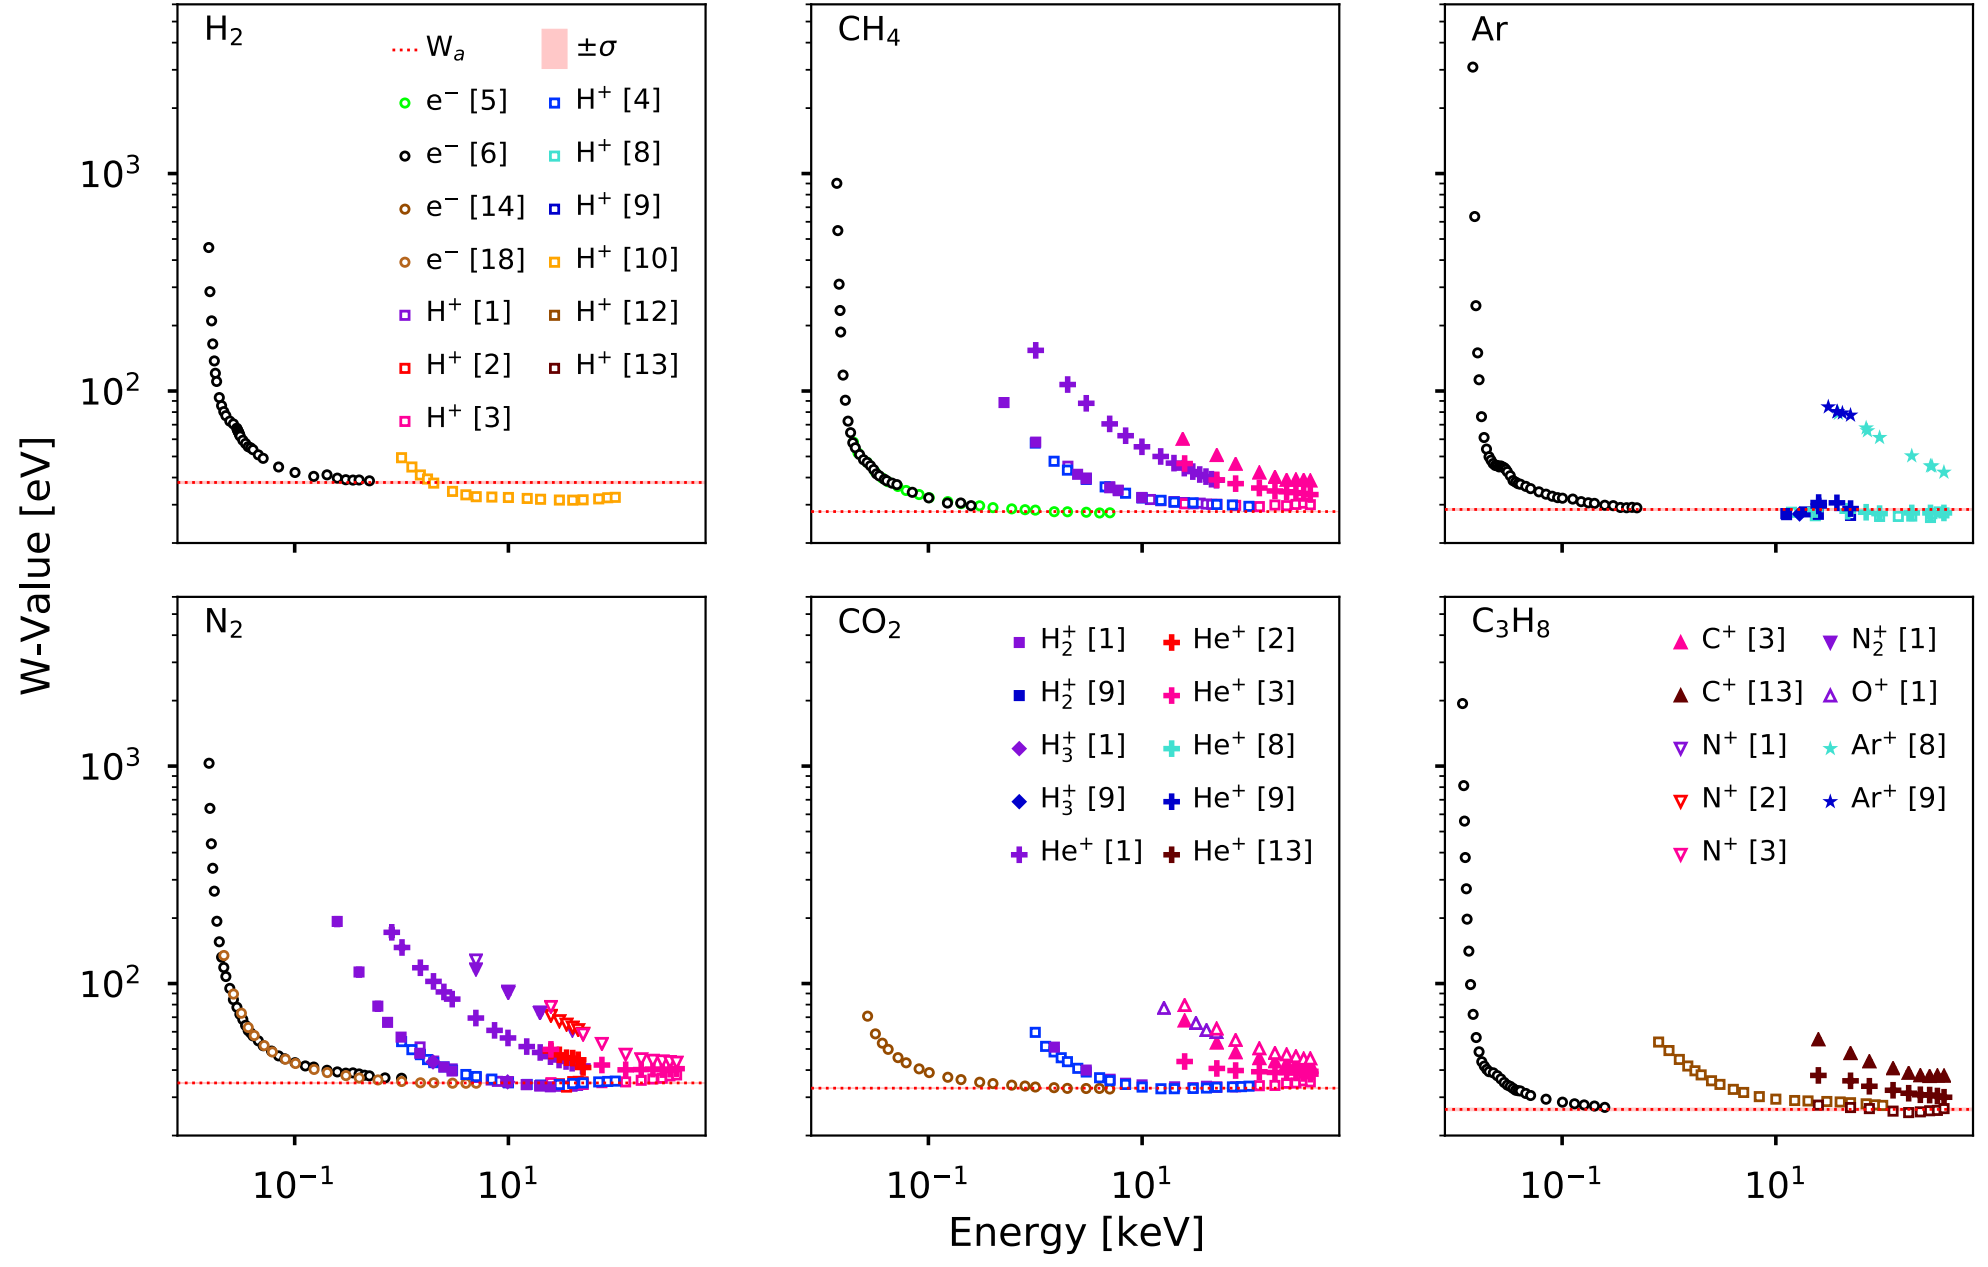 W-Value [eV]
H₂
Wₐ
±σ
e⁻ [5]
H⁺ [4]
e⁻ [6]
H⁺ [8]
e⁻ [14]
H⁺ [9]
e⁻ [18]
H⁺ [10]
H⁺ [1]
H⁺ [12]
H⁺ [2]
H⁺ [13]
H⁺ [3]
10³
10²
CH₄
Ar
N₂
10³
10²
10⁻¹
10¹
CO₂
H₂⁺ [1]
He⁺ [2]
H₂⁺ [9]
He⁺ [3]
H₃⁺ [1]
He⁺ [8]
H₃⁺ [9]
He⁺ [9]
He⁺ [1]
He⁺ [13]
10⁻¹
10¹
C₃H₈
C⁺ [3]
N₂⁺ [1]
C⁺ [13]
O⁺ [1]
N⁺ [1]
Ar⁺ [8]
N⁺ [2]
Ar⁺ [9]
N⁺ [3]
10⁻¹
10¹
Energy [keV]